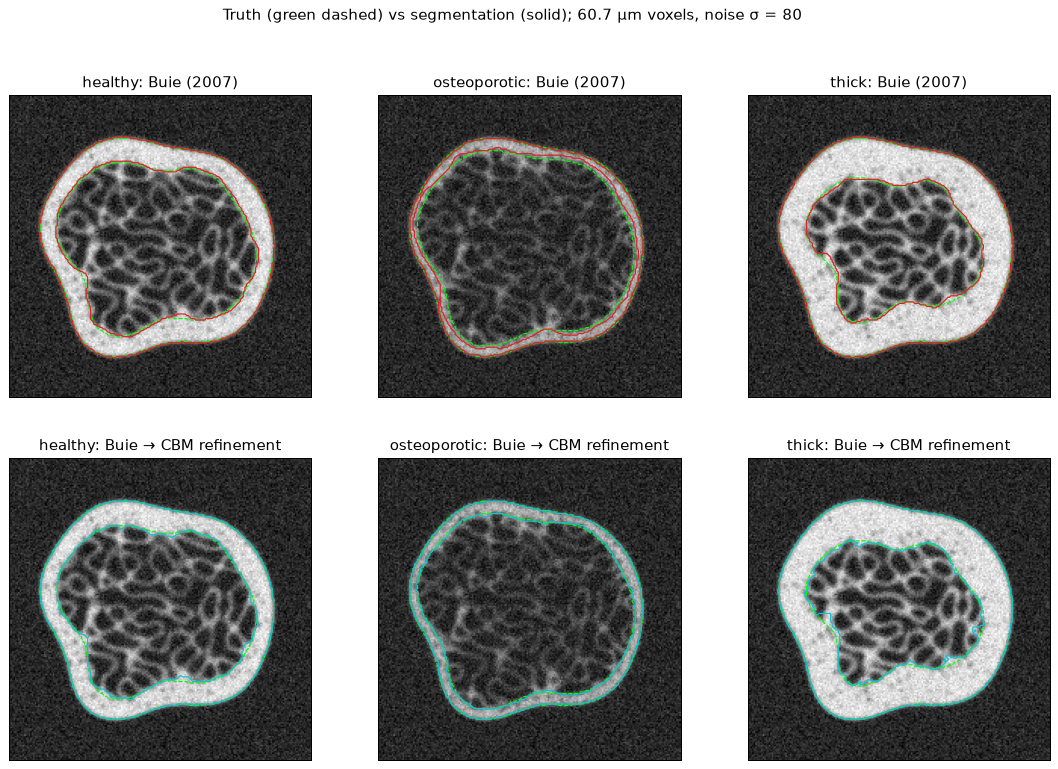 Truth (green dashed) vs segmentation (solid); 60.7 µm voxels, noise σ = 80
healthy: Buie (2007)
osteoporotic: Buie (2007)
thick: Buie (2007)
healthy: Buie → CBM refinement
osteoporotic: Buie → CBM refinement
thick: Buie → CBM refinement